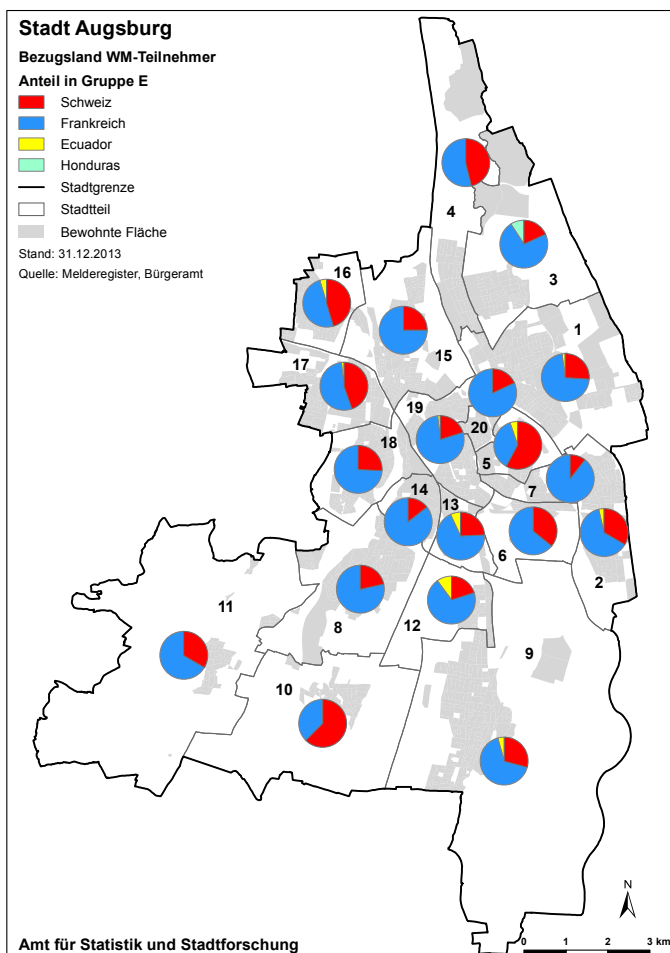 Stadt Augsburg
Bezugsland WM-Teilnehmer
Anteil in Gruppe E
Schweiz
Frankreich
Ecuador
Honduras
Stadtgrenze
Stadtteil
Bewohnte Fläche
Stand: 31.12.2013
Quelle: Melderegister, Bürgeramt
4
3
16
1
15
17
19
20
18
5
7
14
13
6
2
11
8
12
9
10
N
Amt für Statistik und Stadtforschung
0 1 2 3 km